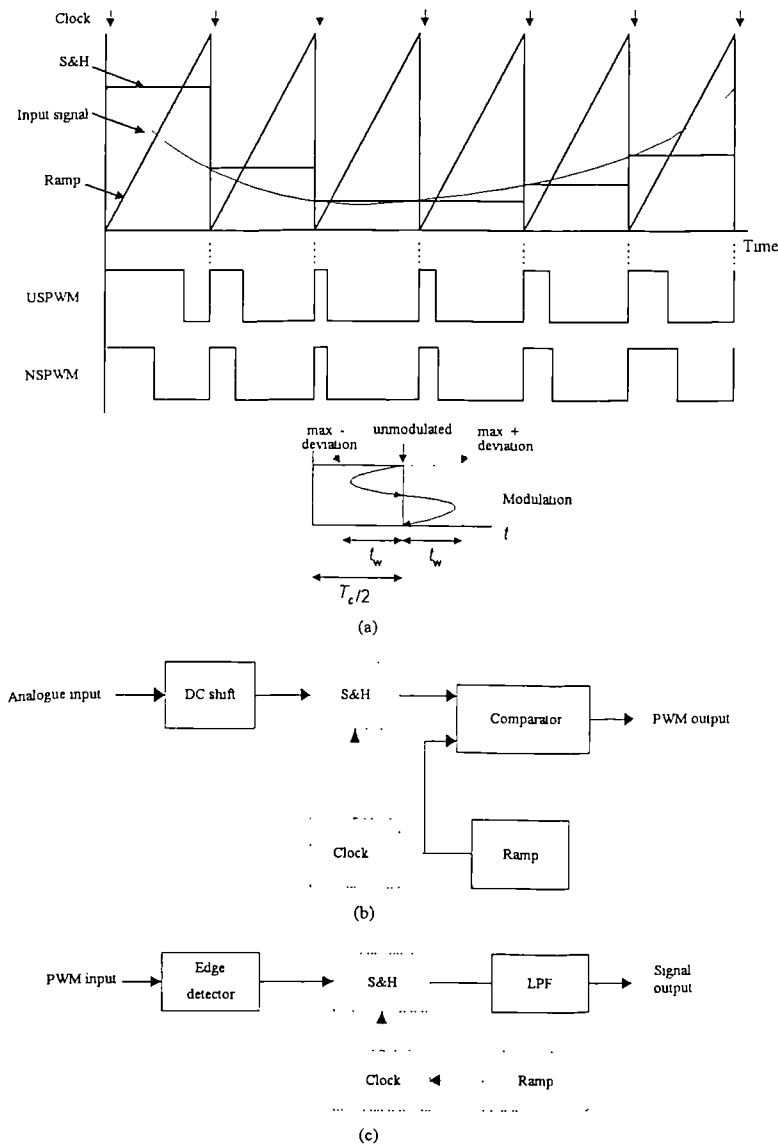 Clock
S&H
Input signal
Ramp
Time
USPWM
NSPWM
max - deviation
unmodulated
max + deviation
Modulation
t
t_w
t_w
T_c/2
(a)
Analogue input
DC shift
S&H
Comparator
PWM output
Clock
Ramp
(b)
PWM input
Edge detector
S&H
LPF
Signal output
Clock
Ramp
(c)